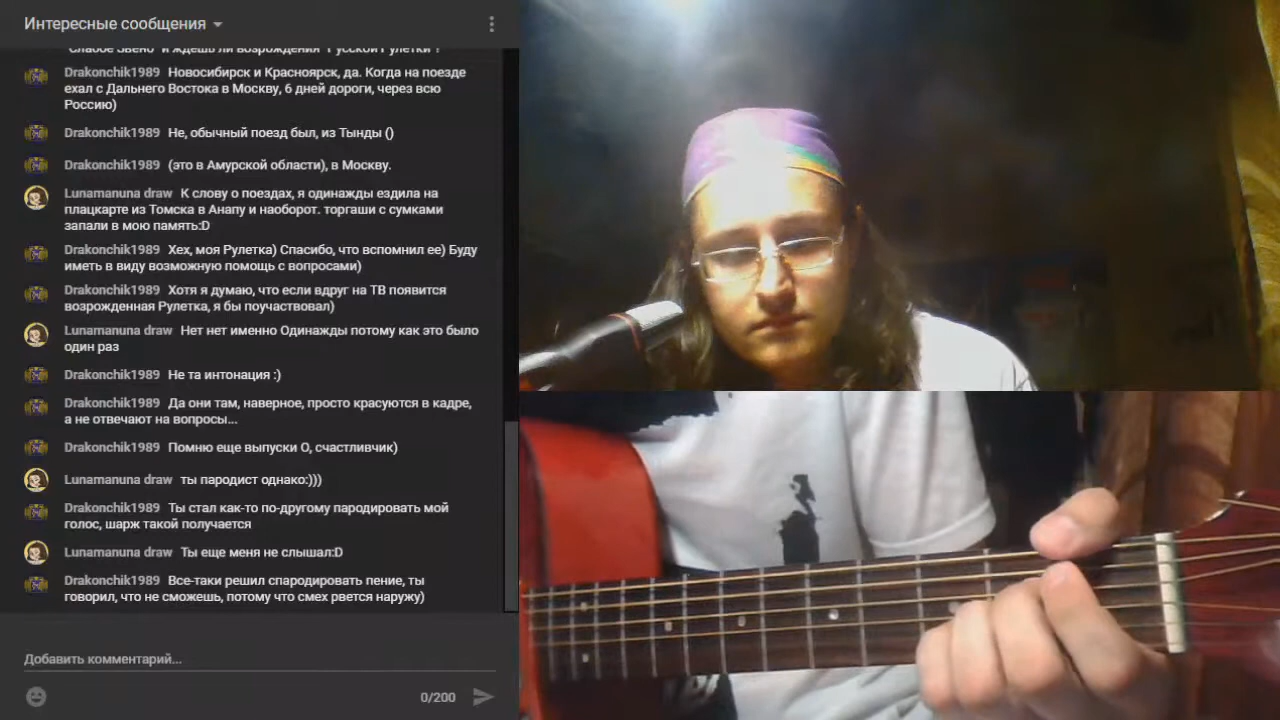 Интересные сообщения
"Слабое Звено" и ждешь ли возрождения "Русской Рулетки"?
Drakonchik1989 Новосибирск и Красноярск, да. Когда на поезде
ехал с Дальнего Востока в Москву, 6 дней дороги, через всю
Россию)
Drakonchik1989 Не, обычный поезд был, из Тынды ()
Drakonchik1989 (это в Амурской области), в Москву.
Lunamanuna draw К слову о поездах, я одинажды ездила на
плацкарте из Томска в Анапу и наоборот. торгаши с сумками
запали в мою память:D
Drakonchik1989 Хех, моя Рулетка) Спасибо, что вспомнил ее) Буду
иметь в виду возможную помощь с вопросами)
Drakonchik1989 Хотя я думаю, что если вдруг на ТВ появится
возрожденная Рулетка, я бы поучаствовал)
Lunamanuna draw Нет нет именно Одинажды потому как это было
один раз
Drakonchik1989 Не та интонация :)
Drakonchik1989 Да они там, наверное, просто красуются в кадре,
а не отвечают на вопросы...
Drakonchik1989 Помню еще выпуски О, счастливчик)
Lunamanuna draw ты пародист однако:)))
Drakonchik1989 Ты стал как-то по-другому пародировать мой
голос, шарж такой получается
Lunamanuna draw Ты еще меня не слышал:D
Drakonchik1989 Все-таки решил спародировать пение, ты
говорил, что не сможешь, потому что смех рвется наружу)
Добавить комментарий...
0/200